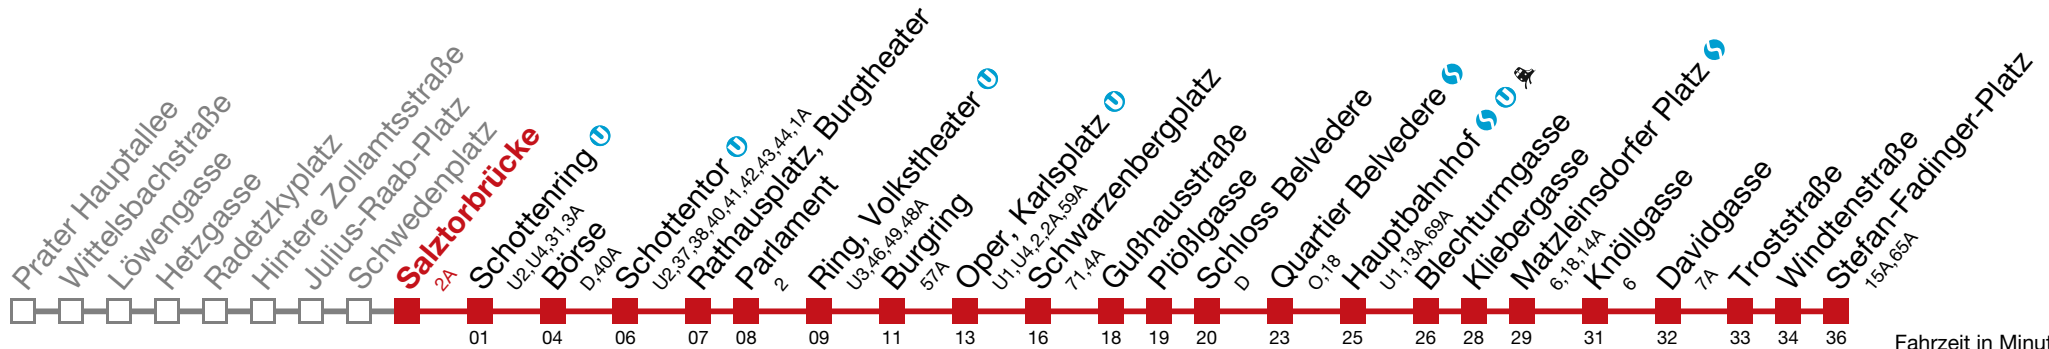 Prater Hauptallee
Wittelsbachstraße
Löwengasse
Hetzgasse
Radetzkyplatz
Hintere Zollamtsstraße
Julius-Raab-Platz
Schwedenplatz
Salztorbrücke
2A
Schottenring U
U2,U4,31,3A
Börse
D,40A
Schottentor U
U2,37,38,40,41,42,43,44,1A
Rathausplatz, Burgtheater
Parlament
2
Ring, Volkstheater U
U3,46,49,48A
Burgring
57A
Oper, Karlsplatz U
U1,U4,2,2A,59A
Schwarzenbergplatz
71,4A
Gußhausstraße
Plößlgasse
Schloss Belvedere
D
Quartier Belvedere S
O,18
Hauptbahnhof S U
U1,13A,69A
Blechturmgasse
Kliebergasse
Matzleinsdorfer Platz S
6,18,14A
Knöllgasse
6
Davidgasse
7A
Troststraße
Windtenstraße
Stefan-Fadinger-Platz
15A,65A
01 04 06 07 08 09 11 13 16 18 19 20 23 25 26 28 29 31 32 33 34 36
Fahrzeit in Minut